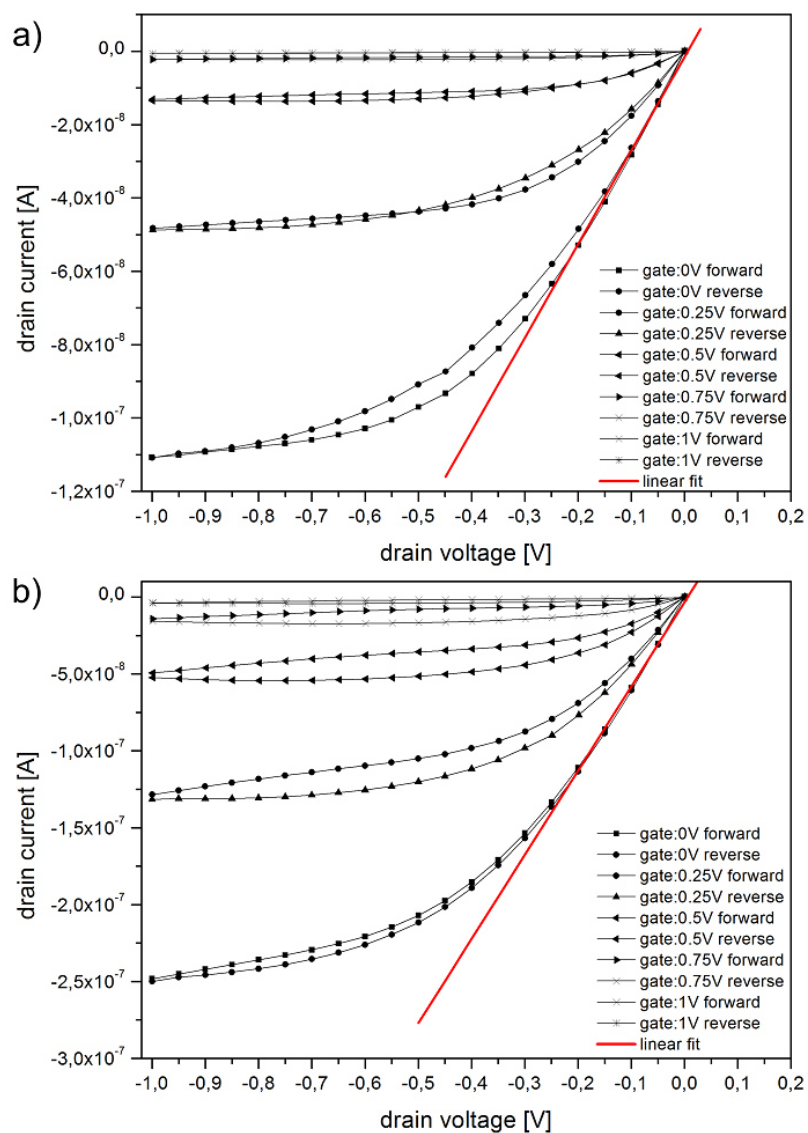 a)
0,0
-2,0x10⁻⁸
-4,0x10⁻⁸
-6,0x10⁻⁸
-8,0x10⁻⁸
-1,0x10⁻⁷
-1,2x10⁻⁷
drain current [A]
gate:0V forward
gate:0V reverse
gate:0.25V forward
gate:0.25V reverse
gate:0.5V forward
gate:0.5V reverse
gate:0.75V forward
gate:0.75V reverse
gate:1V forward
gate:1V reverse
linear fit
-1,0 -0,9 -0,8 -0,7 -0,6 -0,5 -0,4 -0,3 -0,2 -0,1 0,0 0,1 0,2
drain voltage [V]
b)
0,0
-5,0x10⁻⁸
-1,0x10⁻⁷
-1,5x10⁻⁷
-2,0x10⁻⁷
-2,5x10⁻⁷
-3,0x10⁻⁷
drain current [A]
gate:0V forward
gate:0V reverse
gate:0.25V forward
gate:0.25V reverse
gate:0.5V forward
gate:0.5V reverse
gate:0.75V forward
gate:0.75V reverse
gate:1V forward
gate:1V reverse
linear fit
-1,0 -0,9 -0,8 -0,7 -0,6 -0,5 -0,4 -0,3 -0,2 -0,1 0,0 0,1 0,2
drain voltage [V]